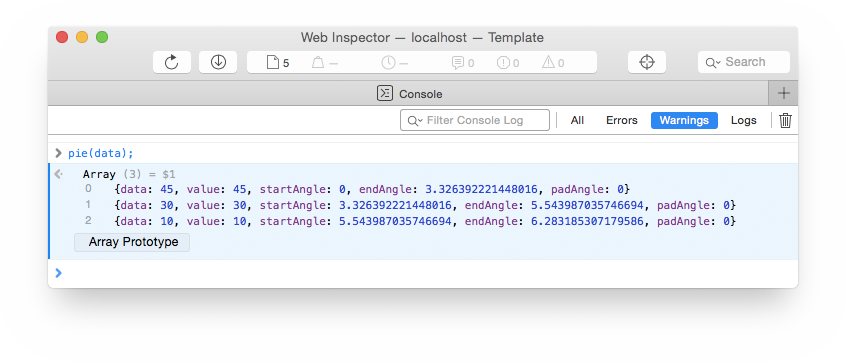 Web Inspector — localhost — Template
5 — — 0 0 0 Search
Console
Filter Console Log All Errors Warnings Logs
> pie(data);
Array (3) = $1
0 {data: 45, value: 45, startAngle: 0, endAngle: 3.326392221448016, padAngle: 0}
1 {data: 30, value: 30, startAngle: 3.326392221448016, endAngle: 5.543987035746694, padAngle: 0}
2 {data: 10, value: 10, startAngle: 5.543987035746694, endAngle: 6.283185307179586, padAngle: 0}
Array Prototype
>